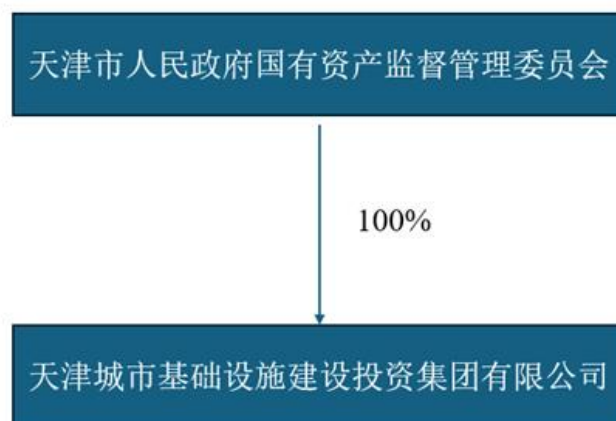 天津市人民政府国有资产监督管理委员会
100%
天津城市基础设施建设投资集团有限公司